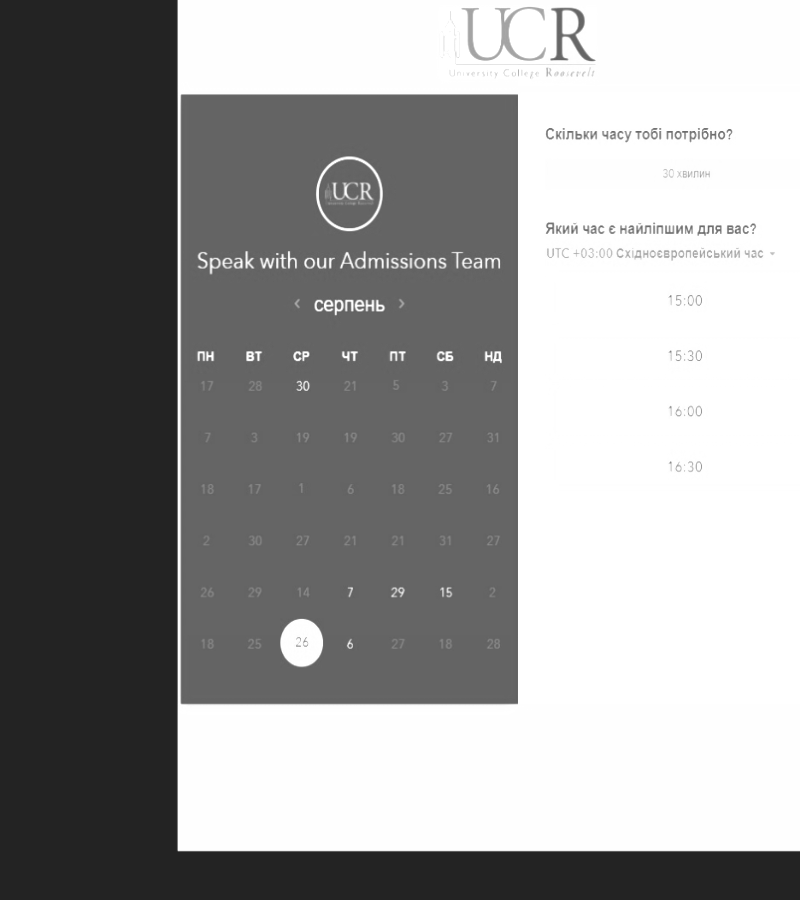 UCR
University College Roosevelt
UCR
Speak with our Admissions Team
серпень
ПН ВТ СР ЧТ ПТ СБ НД
17 28 30 21 5 3 7
7 3 19 19 30 27 31
18 17 1 6 18 25 16
2 30 27 21 21 31 27
26 29 14 7 29 15 2
18 25 26 6 27 18 28
Скільки часу тобі потрібно?
30 хвилин
Який час є найліпшим для вас?
UTC +03:00 Східноєвропейський час
15:00
15:30
16:00
16:30